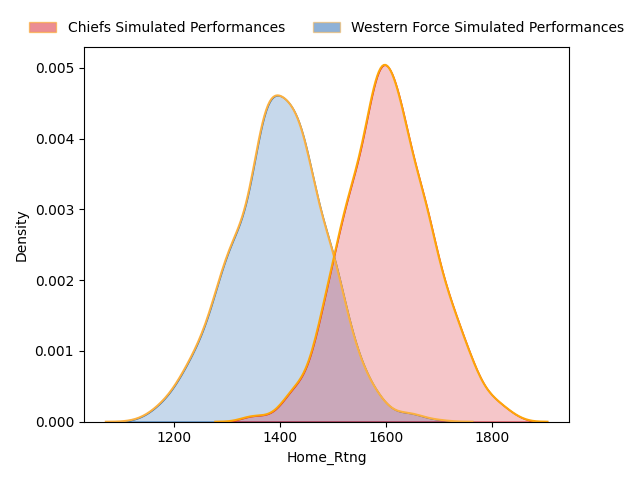 Chiefs Simulated Performances
Western Force Simulated Performances
0.005
0.004
0.003
0.002
0.001
0.000
Density
1200
1400
1600
1800
Home_Rtng